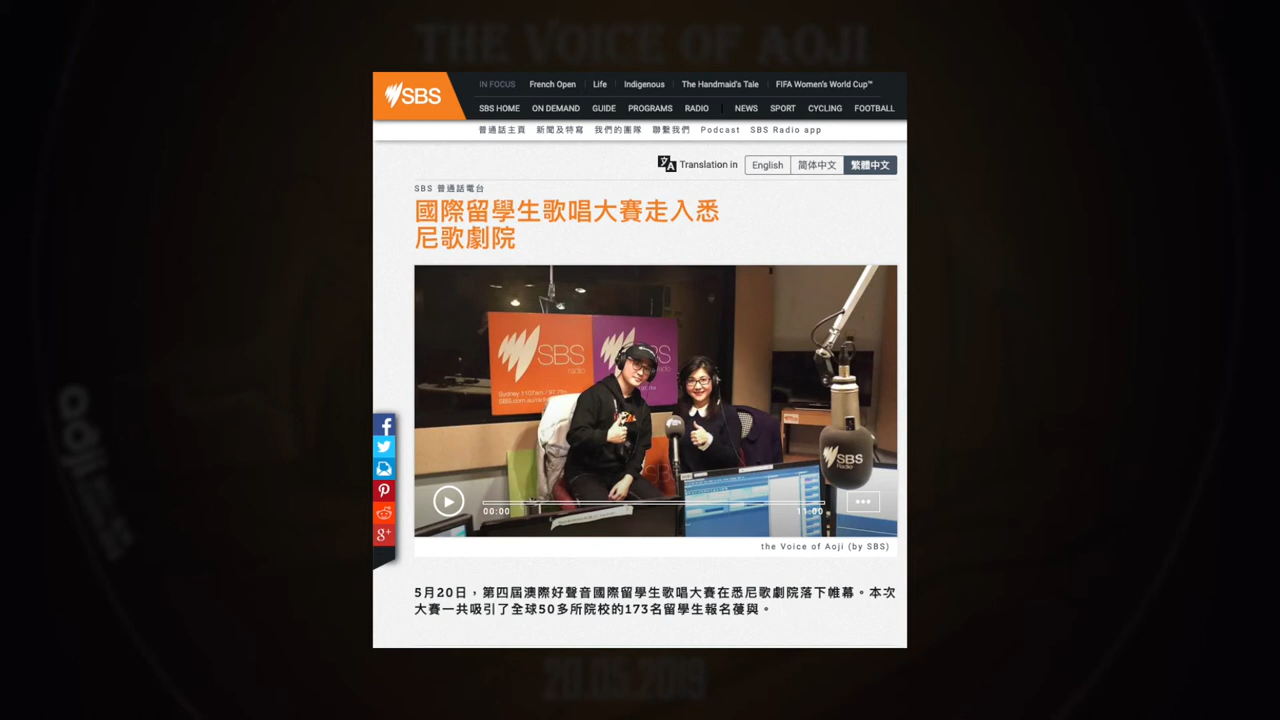 THE VOICE OF AOJI
SBS
IN FOCUS French Open Life Indigenous The Handmaid's Tale FIFA Women's World Cup™
SBS HOME ON DEMAND GUIDE PROGRAMS RADIO NEWS SPORT CYCLING FOOTBALL
普通話主頁 新聞及特寫 我們的團隊 聯繫我們 Podcast SBS Radio app
Translation in English 简体中文 繁體中文
SBS 普通話電台
國際留學生歌唱大賽走入悉
尼歌劇院
SBS
radio
Sydney 1107am
SBS
Radio
00:00 11:00
the Voice of Aoji (by SBS)
5月20日，第四屆澳際好聲音國際留學生歌唱大賽在悉尼歌劇院落下帷幕。本次
大賽一共吸引了全球50多所院校的173名留學生報名蓡與。
20.05.2019